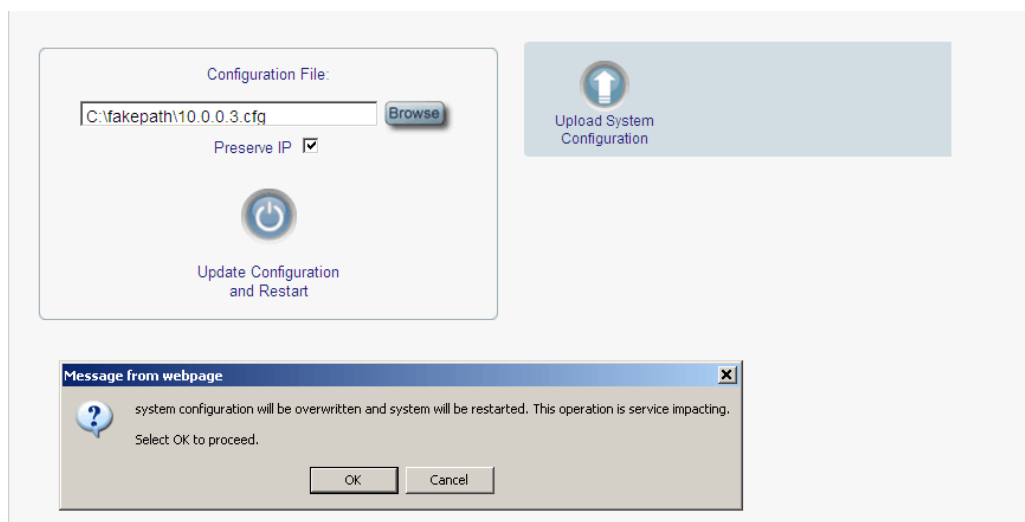 Configuration File:
C:\fakepath\10.0.0.3.cfg
Browse
Preserve IP
Update Configuration
and Restart
Upload System
Configuration
Message from webpage
system configuration will be overwritten and system will be restarted. This operation is service impacting.
Select OK to proceed.
OK
Cancel